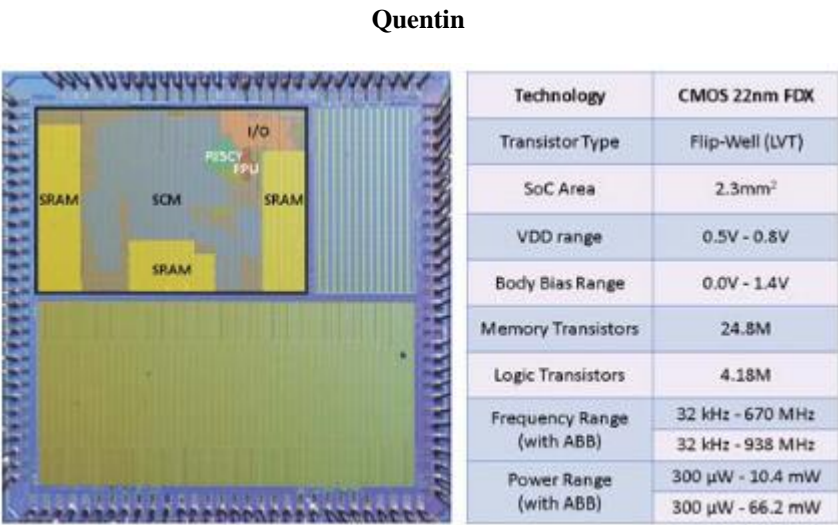 Quentin
I/O
RI5CY
FPU
SRAM
SCM
SRAM
SRAM
Technology CMOS 22nm FDX
Transistor Type Flip-Well (LVT)
SoC Area 2.3mm²
VDD range 0.5V - 0.8V
Body Bias Range 0.0V - 1.4V
Memory Transistors 24.8M
Logic Transistors 4.18M
Frequency Range 32 kHz - 670 MHz
(with ABB) 32 kHz - 938 MHz
Power Range 300 µW - 10.4 mW
(with ABB) 300 µW - 66.2 mW